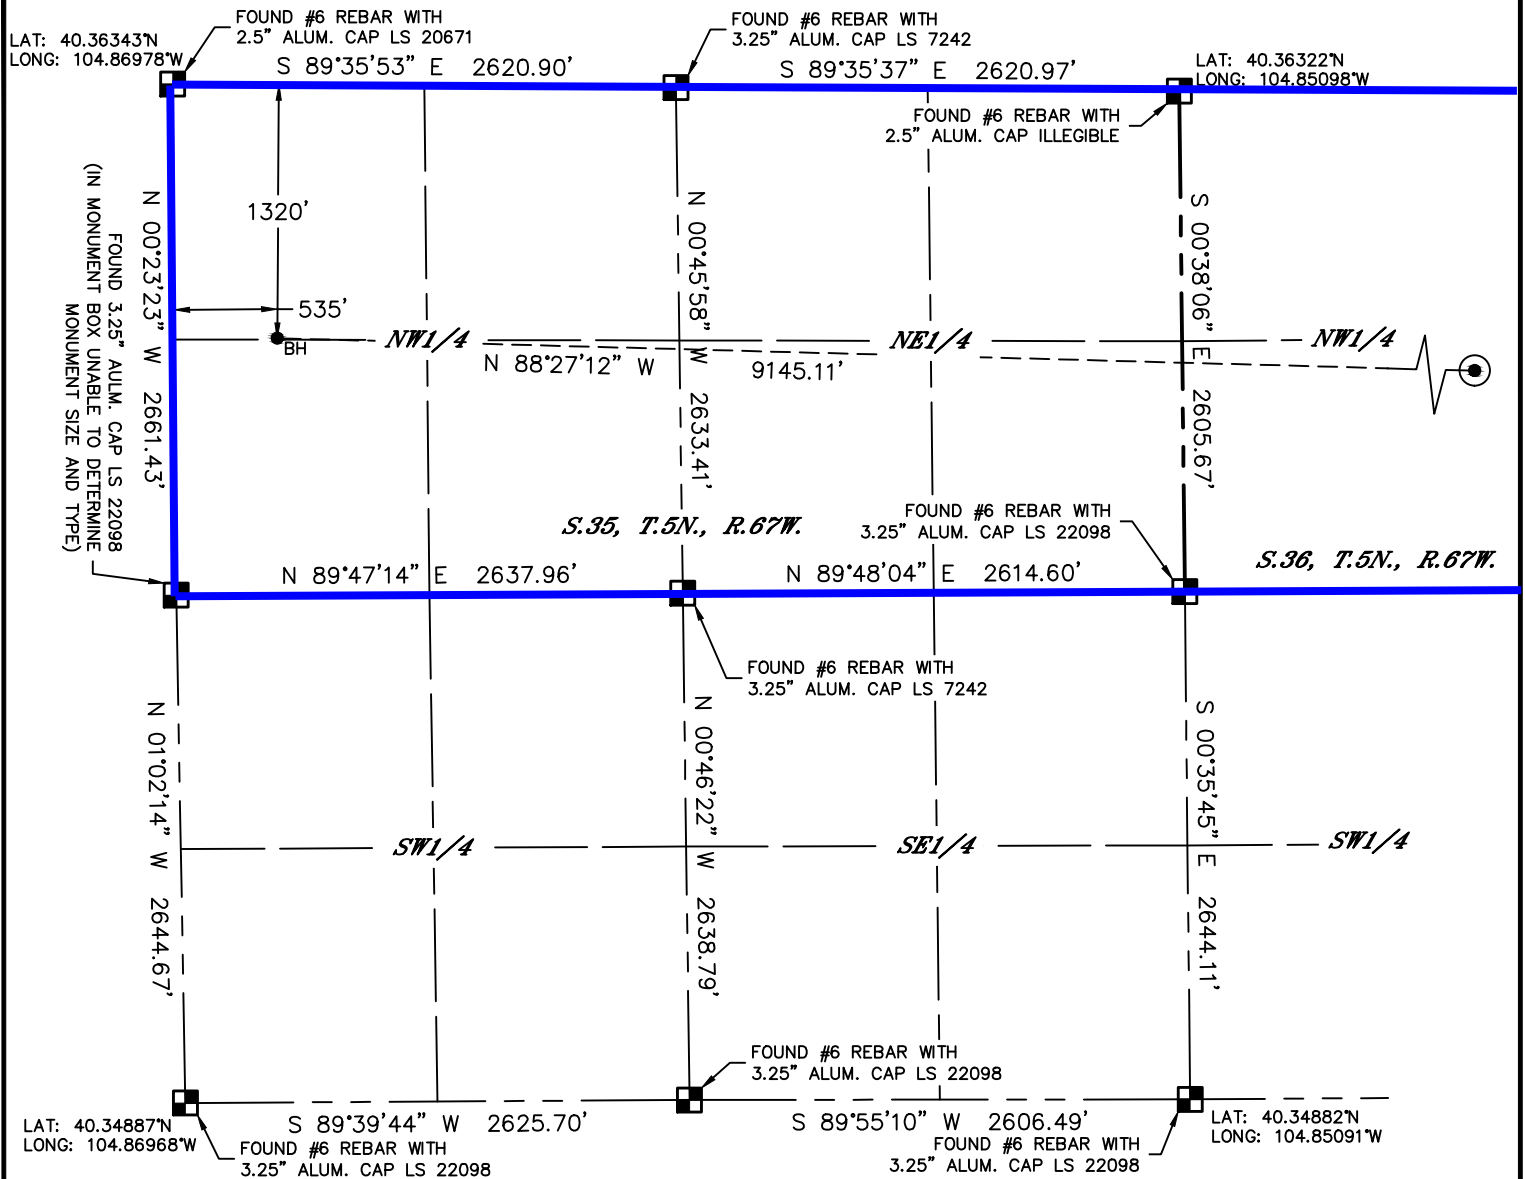 FOUND #6 REBAR WITH
2.5" ALUM. CAP LS 20671
FOUND #6 REBAR WITH
3.25" ALUM. CAP LS 7242
LAT: 40.36343°N
LONG: 104.86978°W
S 89°35'53" E 2620.90'
S 89°35'37" E 2620.97'
LAT: 40.36322°N
LONG: 104.85098°W
FOUND #6 REBAR WITH
2.5" ALUM. CAP ILLEGIBLE
1320'
535'
BH
N 00°23'23" W 2661.43'
FOUND 3.25" AULM. CAP LS 22098
(IN MONUMENT BOX UNABLE TO DETERMINE
MONUMENT SIZE AND TYPE)
N 00°45'58" W 2633.41'
S 00°38'06" E 2605.67'
NW1/4
NE1/4
NW1/4
N 88°27'12" W 9145.11'
S.35, T.5N., R.67W.
FOUND #6 REBAR WITH
3.25" ALUM. CAP LS 22098
S.36, T.5N., R.67W.
N 89°47'14" E 2637.96'
N 89°48'04" E 2614.60'
FOUND #6 REBAR WITH
3.25" ALUM. CAP LS 7242
N 01°02'14" W 2644.67'
N 00°46'22" W 2638.79'
S 00°35'45" E 2644.11'
SW1/4
SE1/4
SW1/4
FOUND #6 REBAR WITH
3.25" ALUM. CAP LS 22098
S 89°39'44" W 2625.70'
S 89°55'10" W 2606.49'
LAT: 40.34887°N
LONG: 104.86968°W
FOUND #6 REBAR WITH
3.25" ALUM. CAP LS 22098
FOUND #6 REBAR WITH
3.25" ALUM. CAP LS 22098
LAT: 40.34882°N
LONG: 104.85091°W